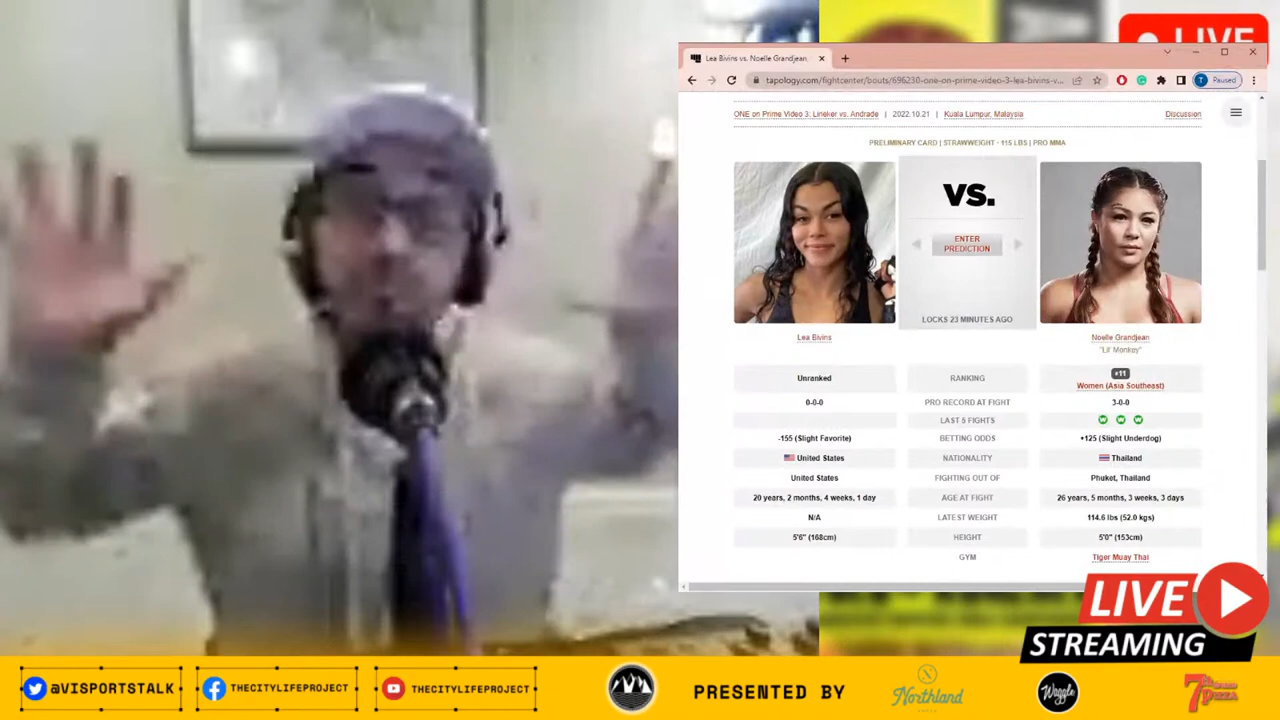 LIVE
Lea Bivins vs. Noelle Grandjean,
tapology.com/fightcenter/bouts/696230-one-on-prime-video-3-lea-bivins-v...
Paused
ONE on Prime Video 3: Lineker vs. Andrade | 2022.10.21 | Kuala Lumpur, Malaysia
Discussion
PRELIMINARY CARD | STRAWWEIGHT · 115 LBS | PRO MMA
VS.
ENTER
PREDICTION
LOCKS 23 MINUTES AGO
Lea Bivins
Noelle Grandjean
"Lil' Monkey"
Unranked
RANKING
#11
Women (Asia Southeast)
0-0-0
PRO RECORD AT FIGHT
3-0-0
LAST 5 FIGHTS
W W W
-155 (Slight Favorite)
BETTING ODDS
+125 (Slight Underdog)
United States
NATIONALITY
Thailand
United States
FIGHTING OUT OF
Phuket, Thailand
20 years, 2 months, 4 weeks, 1 day
AGE AT FIGHT
26 years, 5 months, 3 weeks, 3 days
N/A
LATEST WEIGHT
114.6 lbs (52.0 kgs)
5'6" (168cm)
HEIGHT
5'0" (153cm)
GYM
Tiger Muay Thai
LIVE
STREAMING
@VISPORTSTALK
THECITYLIFEPROJECT
THECITYLIFEPROJECT
PRESENTED BY
Northland
Waggle